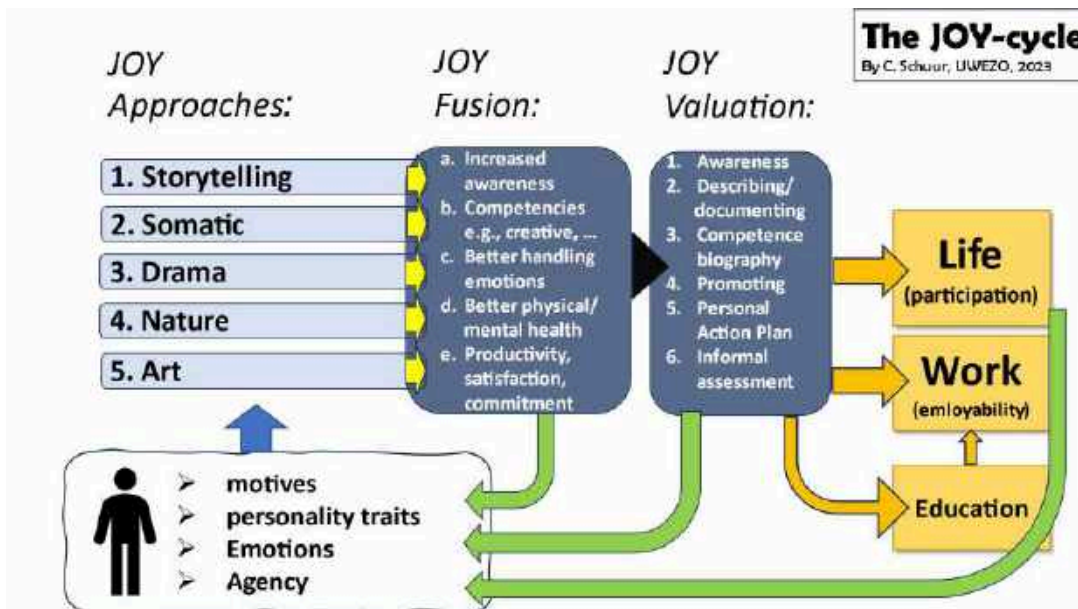 The JOY-cycle
By C. Schuur, UWEZO, 2023
JOY
Approaches:
1. Storytelling
2. Somatic
3. Drama
4. Nature
5. Art
JOY
Fusion:
a. Increased
awareness
b. Competencies
e.g., creative, ...
c. Better handling
emotions
d. Better physical/
mental health
e. Productivity,
satisfaction,
commitment
JOY
Valuation:
1. Awareness
2. Describing/
documenting
3. Competence
biography
4. Promoting
5. Personal
Action Plan
6. Informal
assessment
Life
(participation)
Work
(emloyability)
Education
➢ motives
➢ personality traits
➢ Emotions
➢ Agency